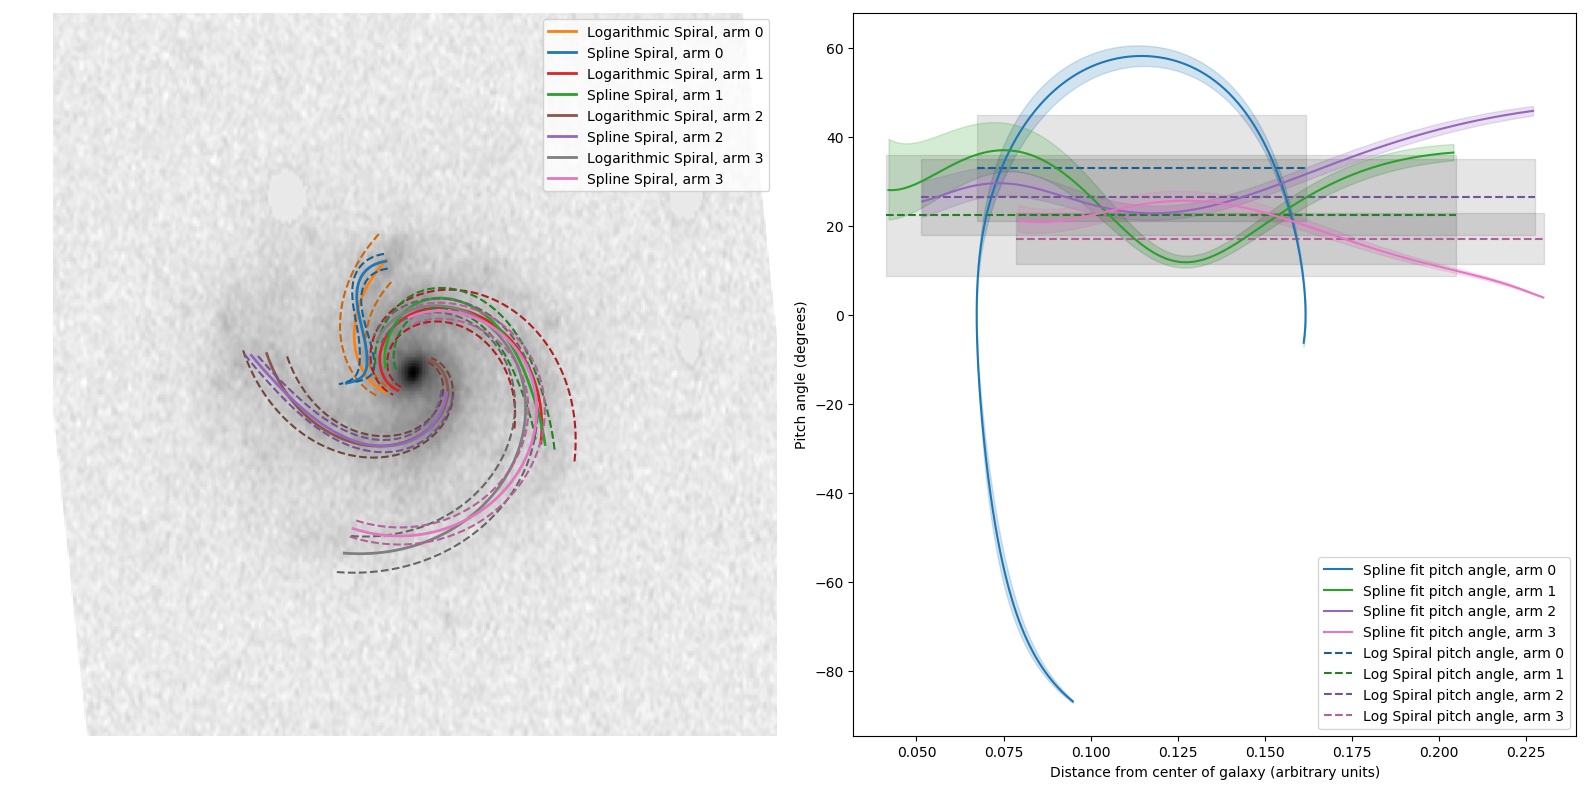 Logarithmic Spiral, arm 0
Spline Spiral, arm 0
Logarithmic Spiral, arm 1
Spline Spiral, arm 1
Logarithmic Spiral, arm 2
Spline Spiral, arm 2
Logarithmic Spiral, arm 3
Spline Spiral, arm 3
Pitch angle (degrees)
60
40
20
0
−20
−40
−60
−80
Spline fit pitch angle, arm 0
Spline fit pitch angle, arm 1
Spline fit pitch angle, arm 2
Spline fit pitch angle, arm 3
Log Spiral pitch angle, arm 0
Log Spiral pitch angle, arm 1
Log Spiral pitch angle, arm 2
Log Spiral pitch angle, arm 3
0.050 0.075 0.100 0.125 0.150 0.175 0.200 0.225
Distance from center of galaxy (arbitrary units)